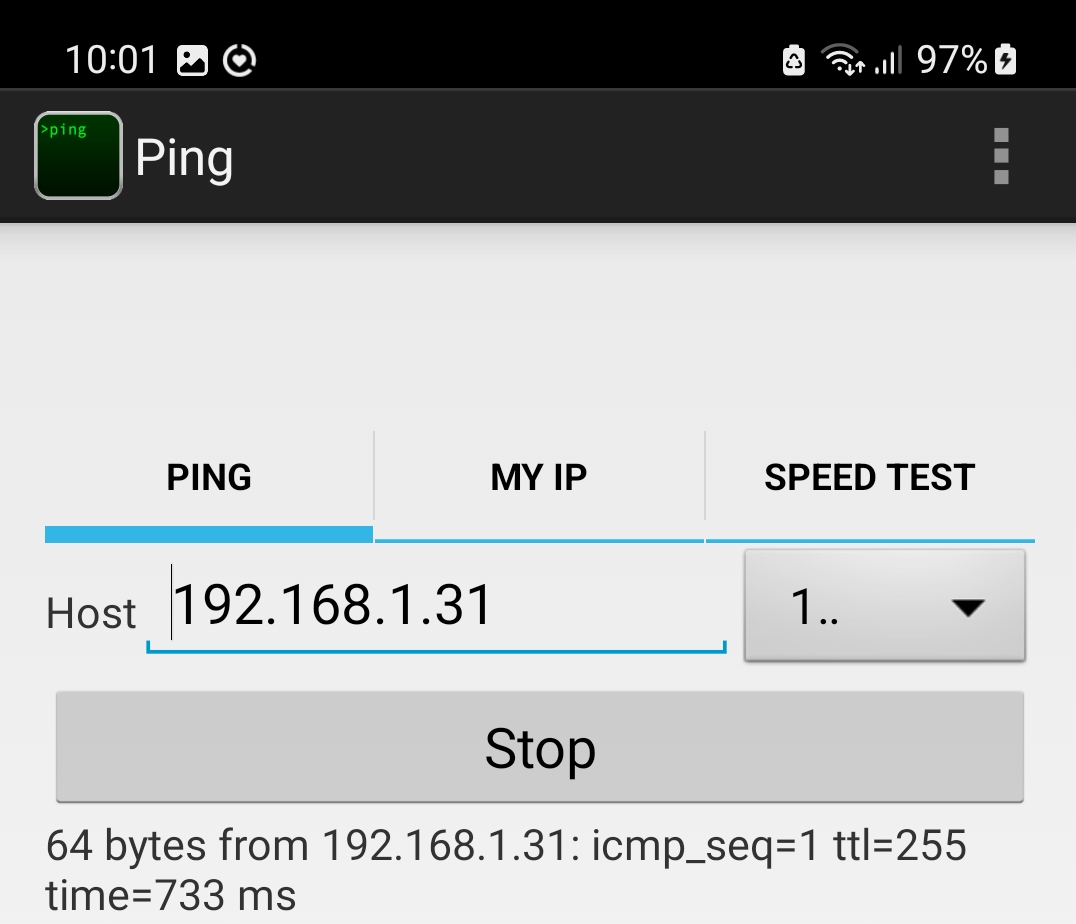 10:01 97%
>ping
Ping
PING MY IP SPEED TEST
Host 192.168.1.31 1..
Stop
64 bytes from 192.168.1.31: icmp_seq=1 ttl=255
time=733 ms